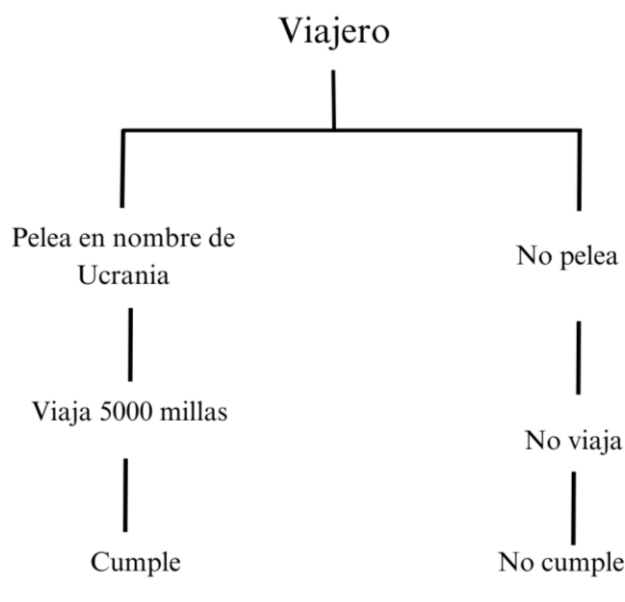 Viajero
Pelea en nombre de
Ucrania
No pelea
Viaja 5000 millas
No viaja
Cumple
No cumple